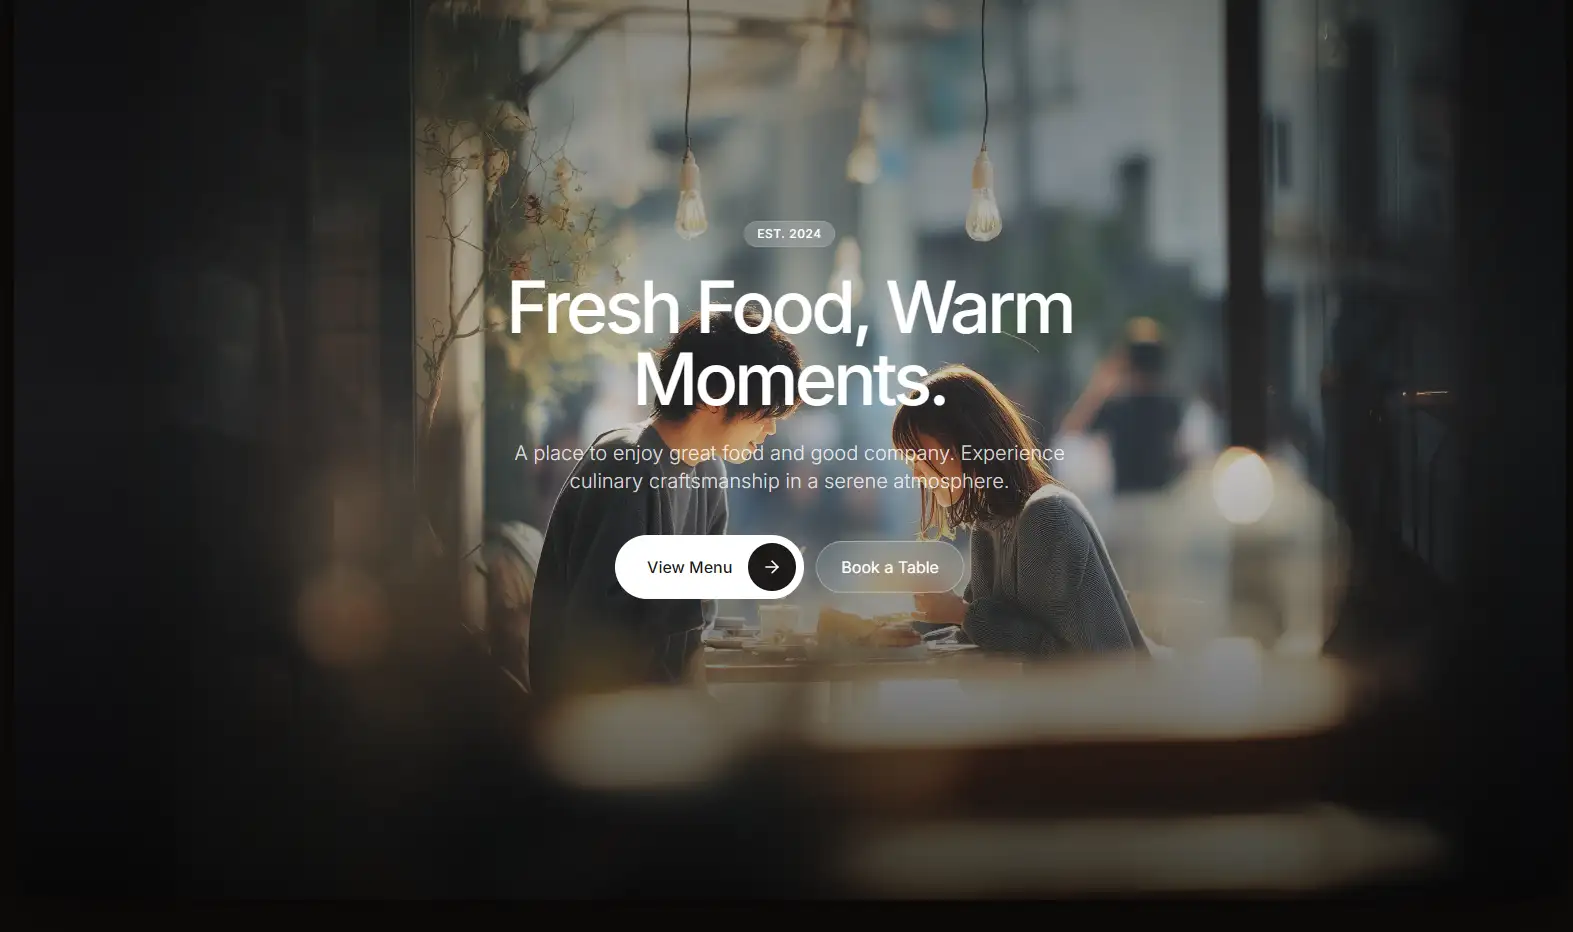 EST. 2024
Fresh Food, Warm
Moments.
A place to enjoy great food and good company. Experience
culinary craftsmanship in a serene atmosphere.
View Menu
Book a Table